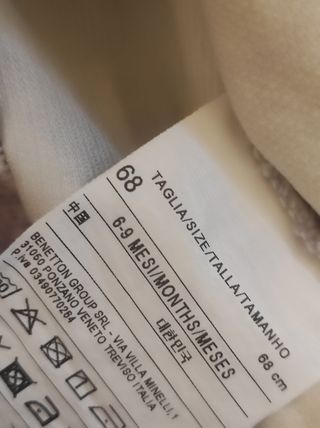 TAGLIA/SIZE/TALLA/TAMANHO
68
68 cm
6-9 MESI/MONTHS/MESES
中国
대한민국
BENETTON GROUP SRL - VIA VILLA MINELLI,1
31050 PONZANO VENETO TREVISO ITALIA
P.iva 03490770264